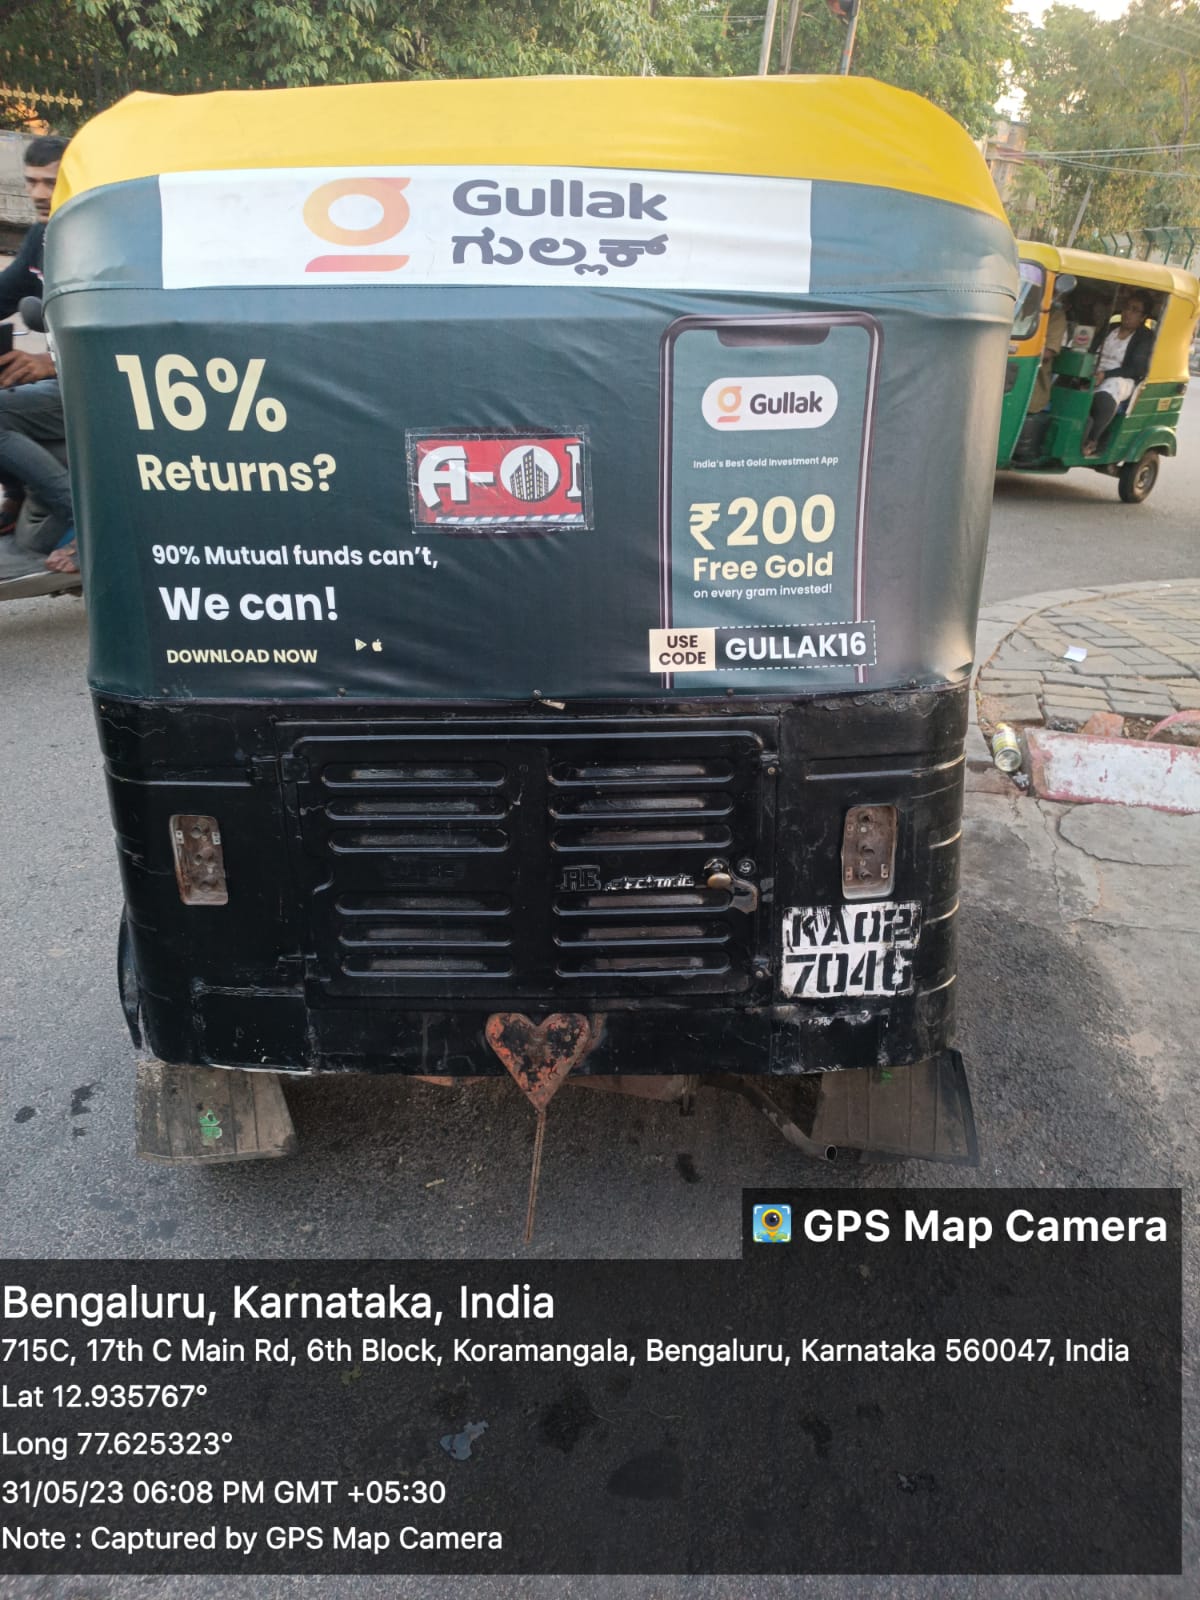 Gullak
ಗುಲ್ಲಕ್
16%
Returns?
90% Mutual funds can't,
We can!
DOWNLOAD NOW
A-O
Gullak
India's Best Gold Investment App
₹200
Free Gold
on every gram invested!
USE
CODE
GULLAK16
KA02
7046
GPS Map Camera
Bengaluru, Karnataka, India
715C, 17th C Main Rd, 6th Block, Koramangala, Bengaluru, Karnataka 560047, India
Lat 12.935767°
Long 77.625323°
31/05/23 06:08 PM GMT +05:30
Note : Captured by GPS Map Camera